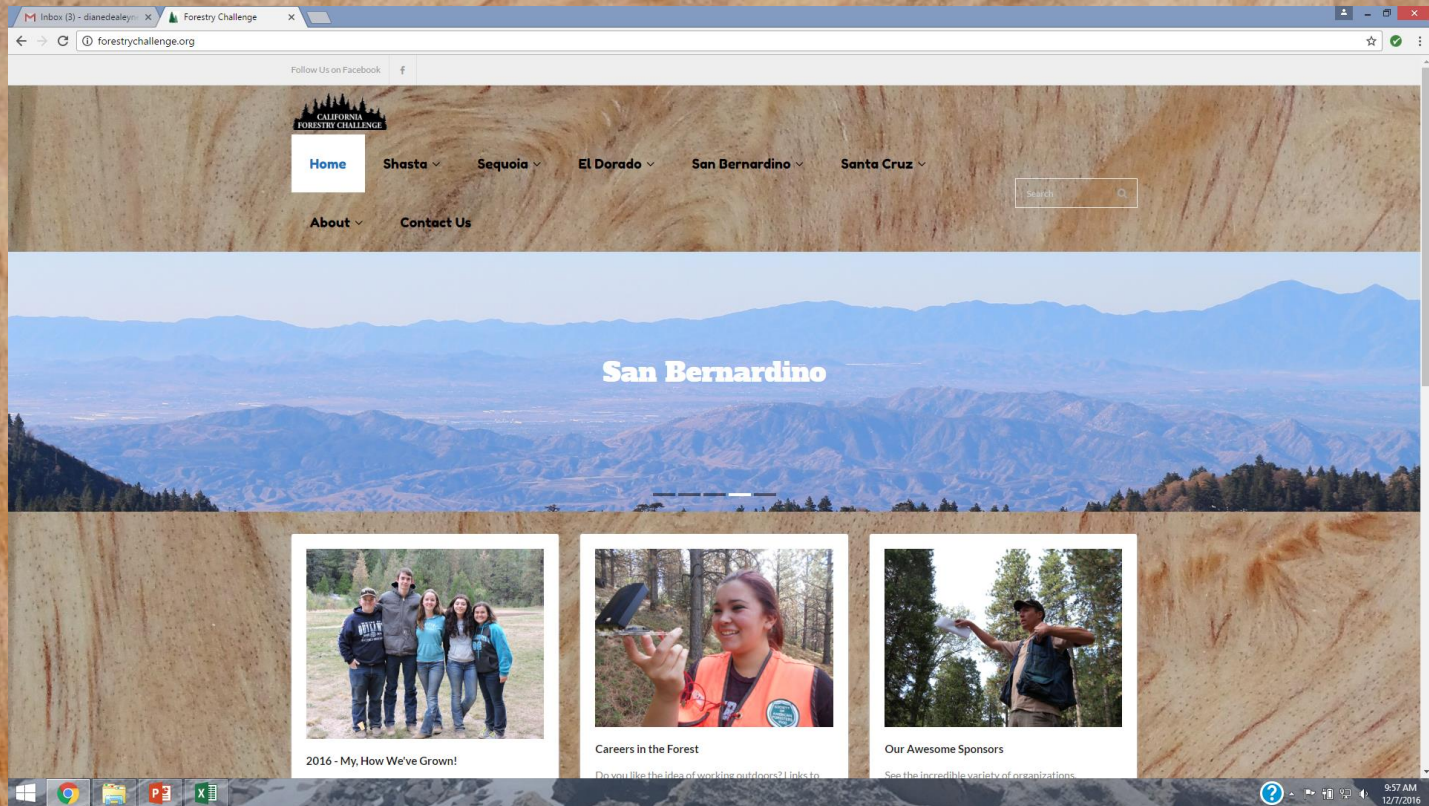 Inbox (3) - dianedealeyn
Forestry Challenge
forestrychallenge.org
Follow Us on Facebook
CALIFORNIA
FORESTRY CHALLENGE
Home Shasta Sequoia El Dorado San Bernardino Santa Cruz
Search
About Contact Us
San Bernardino
2016 - My, How We've Grown!
Careers in the Forest
Do you like the idea of working outdoors? Links to
Our Awesome Sponsors
See the incredible variety of organizations,
9:57 AM
12/7/2016